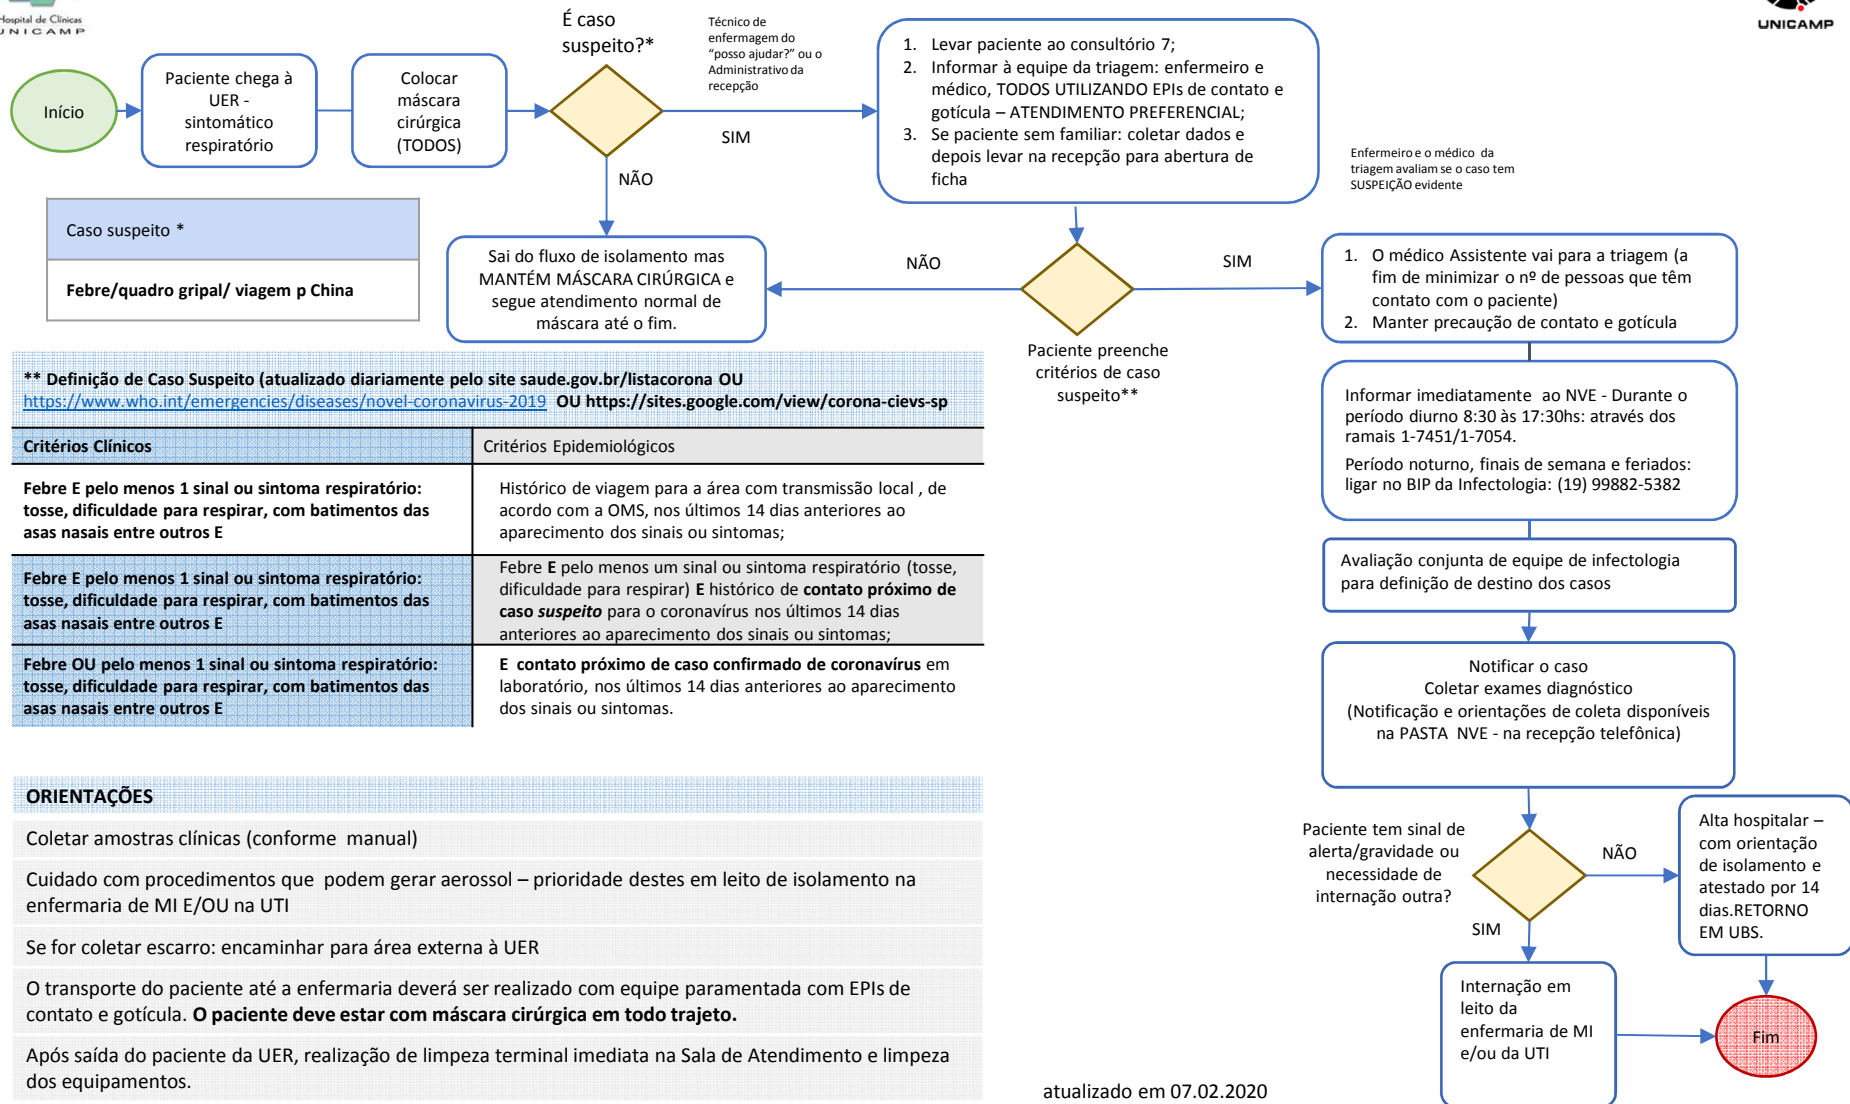 Hospital de Clínicas
UNICAMP
UNICAMP
Início
Paciente chega à
UER -
sintomático
respiratório
Colocar
máscara
cirúrgica
(TODOS)
É caso
suspeito?*
Técnico de
enfermagem do
“posso ajudar?” ou o
Administrativo da
recepção
SIM
NÃO
1. Levar paciente ao consultório 7;
2. Informar à equipe da triagem: enfermeiro e
médico, TODOS UTILIZANDO EPIs de contato e
gotícula – ATENDIMENTO PREFERENCIAL;
3. Se paciente sem familiar: coletar dados e
depois levar na recepção para abertura de
ficha
Enfermeiro e o médico da
triagem avaliam se o caso tem
SUSPEIÇÃO evidente
Caso suspeito *
Febre/quadro gripal/ viagem p China
Sai do fluxo de isolamento mas
MANTÉM MÁSCARA CIRÚRGICA e
segue atendimento normal de
máscara até o fim.
NÃO
SIM
Paciente preenche
critérios de caso
suspeito**
1. O médico Assistente vai para a triagem (a
fim de minimizar o nº de pessoas que têm
contato com o paciente)
2. Manter precaução de contato e gotícula
** Definição de Caso Suspeito (atualizado diariamente pelo site saude.gov.br/listacorona OU
https://www.who.int/emergencies/diseases/novel-coronavirus-2019 OU https://sites.google.com/view/corona-cievs-sp
Critérios Clínicos
Critérios Epidemiológicos
Febre E pelo menos 1 sinal ou sintoma respiratório:
tosse, dificuldade para respirar, com batimentos das
asas nasais entre outros E
Histórico de viagem para a área com transmissão local , de
acordo com a OMS, nos últimos 14 dias anteriores ao
aparecimento dos sinais ou sintomas;
Febre E pelo menos 1 sinal ou sintoma respiratório:
tosse, dificuldade para respirar, com batimentos das
asas nasais entre outros E
Febre E pelo menos um sinal ou sintoma respiratório (tosse,
dificuldade para respirar) E histórico de contato próximo de
caso suspeito para o coronavírus nos últimos 14 dias
anteriores ao aparecimento dos sinais ou sintomas;
Febre OU pelo menos 1 sinal ou sintoma respiratório:
tosse, dificuldade para respirar, com batimentos das
asas nasais entre outros E
E contato próximo de caso confirmado de coronavírus em
laboratório, nos últimos 14 dias anteriores ao aparecimento
dos sinais ou sintomas.
Informar imediatamente ao NVE - Durante o
período diurno 8:30 às 17:30hs: através dos
ramais 1-7451/1-7054.
Período noturno, finais de semana e feriados:
ligar no BIP da Infectologia: (19) 99882-5382
Avaliação conjunta de equipe de infectologia
para definição de destino dos casos
Notificar o caso
Coletar exames diagnóstico
(Notificação e orientações de coleta disponíveis
na PASTA NVE - na recepção telefônica)
Paciente tem sinal de
alerta/gravidade ou
necessidade de
internação outra?
NÃO
SIM
Alta hospitalar –
com orientação
de isolamento e
atestado por 14
dias.RETORNO
EM UBS.
Internação em
leito da
enfermaria de MI
e/ou da UTI
Fim
ORIENTAÇÕES
Coletar amostras clínicas (conforme manual)
Cuidado com procedimentos que podem gerar aerossol – prioridade destes em leito de isolamento na
enfermaria de MI E/OU na UTI
Se for coletar escarro: encaminhar para área externa à UER
O transporte do paciente até a enfermaria deverá ser realizado com equipe paramentada com EPIs de
contato e gotícula. O paciente deve estar com máscara cirúrgica em todo trajeto.
Após saída do paciente da UER, realização de limpeza terminal imediata na Sala de Atendimento e limpeza
dos equipamentos.
atualizado em 07.02.2020